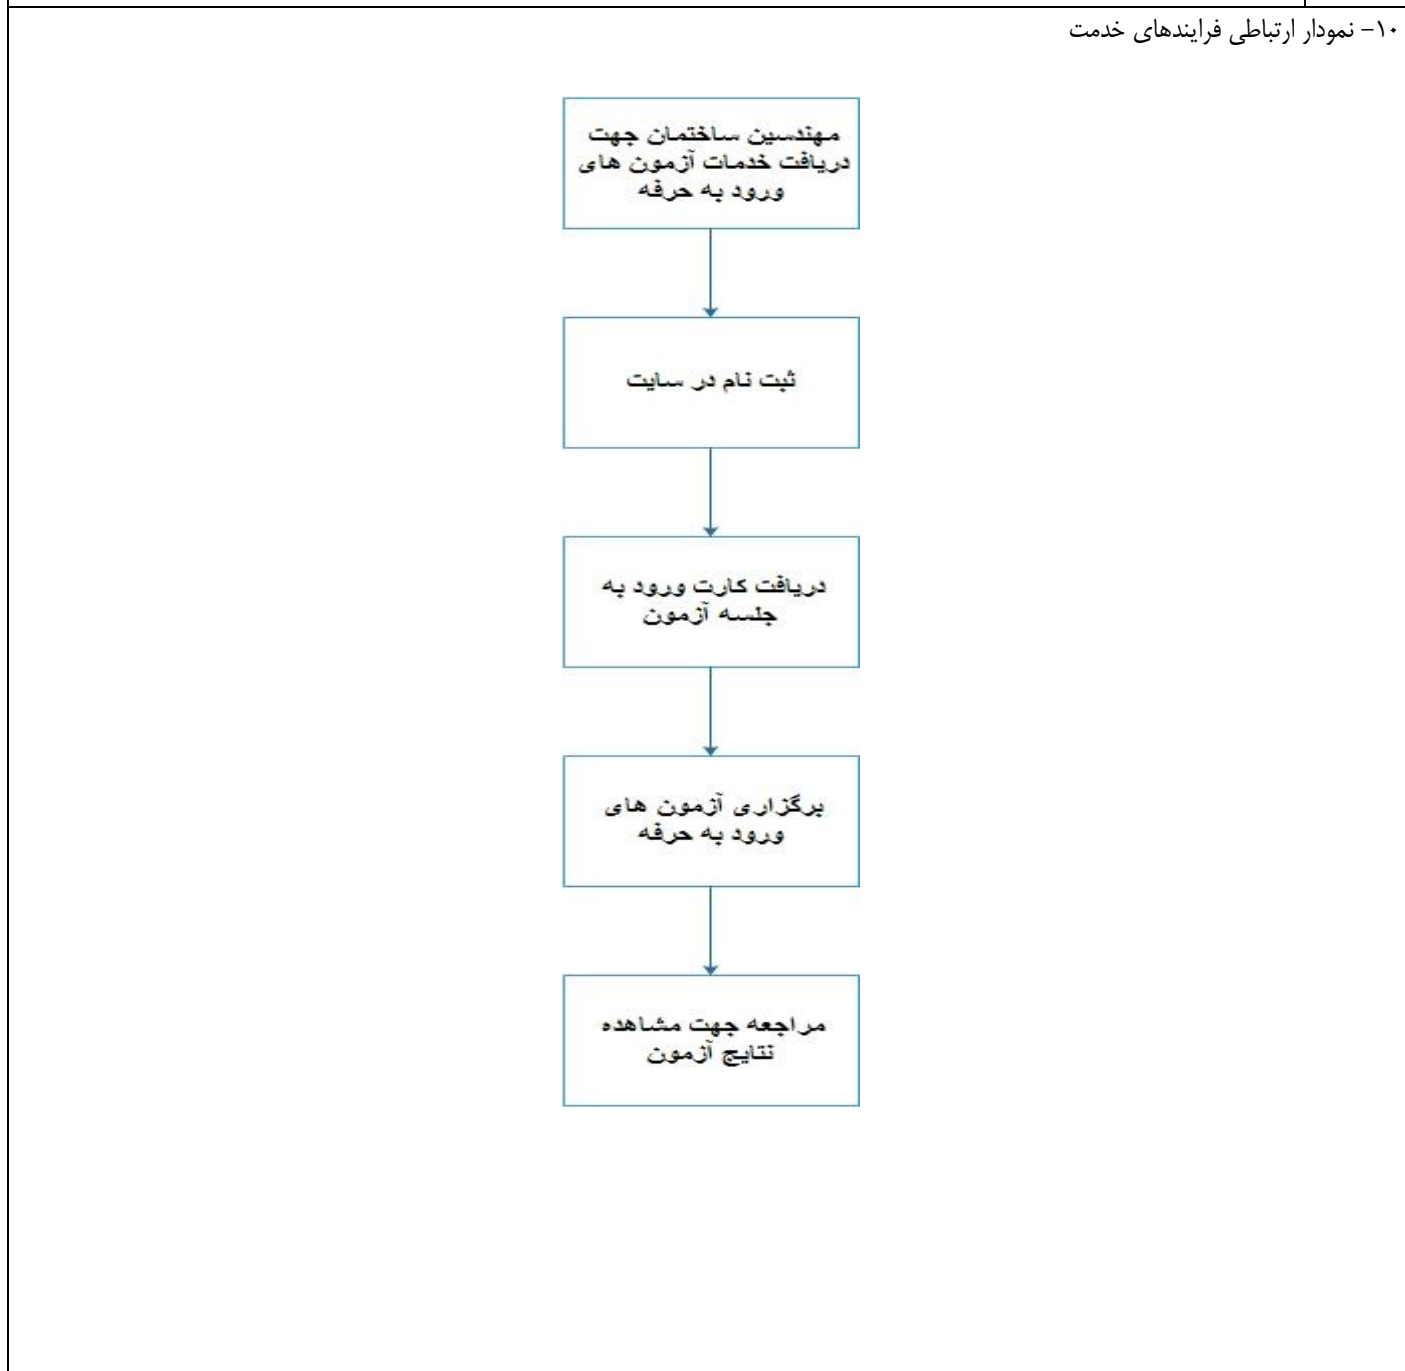 ۱۰- نمودار ارتباطی فرایندهای خدمت
مهندسین ساختمان جهت
دریافت خدمات آزمون های
ورود به حرفه
ثبت نام در سایت
دریافت کارت ورود به
جلسه آزمون
برگزاری آزمون های
ورود به حرفه
مراجعه جهت مشاهده
نتایج آزمون